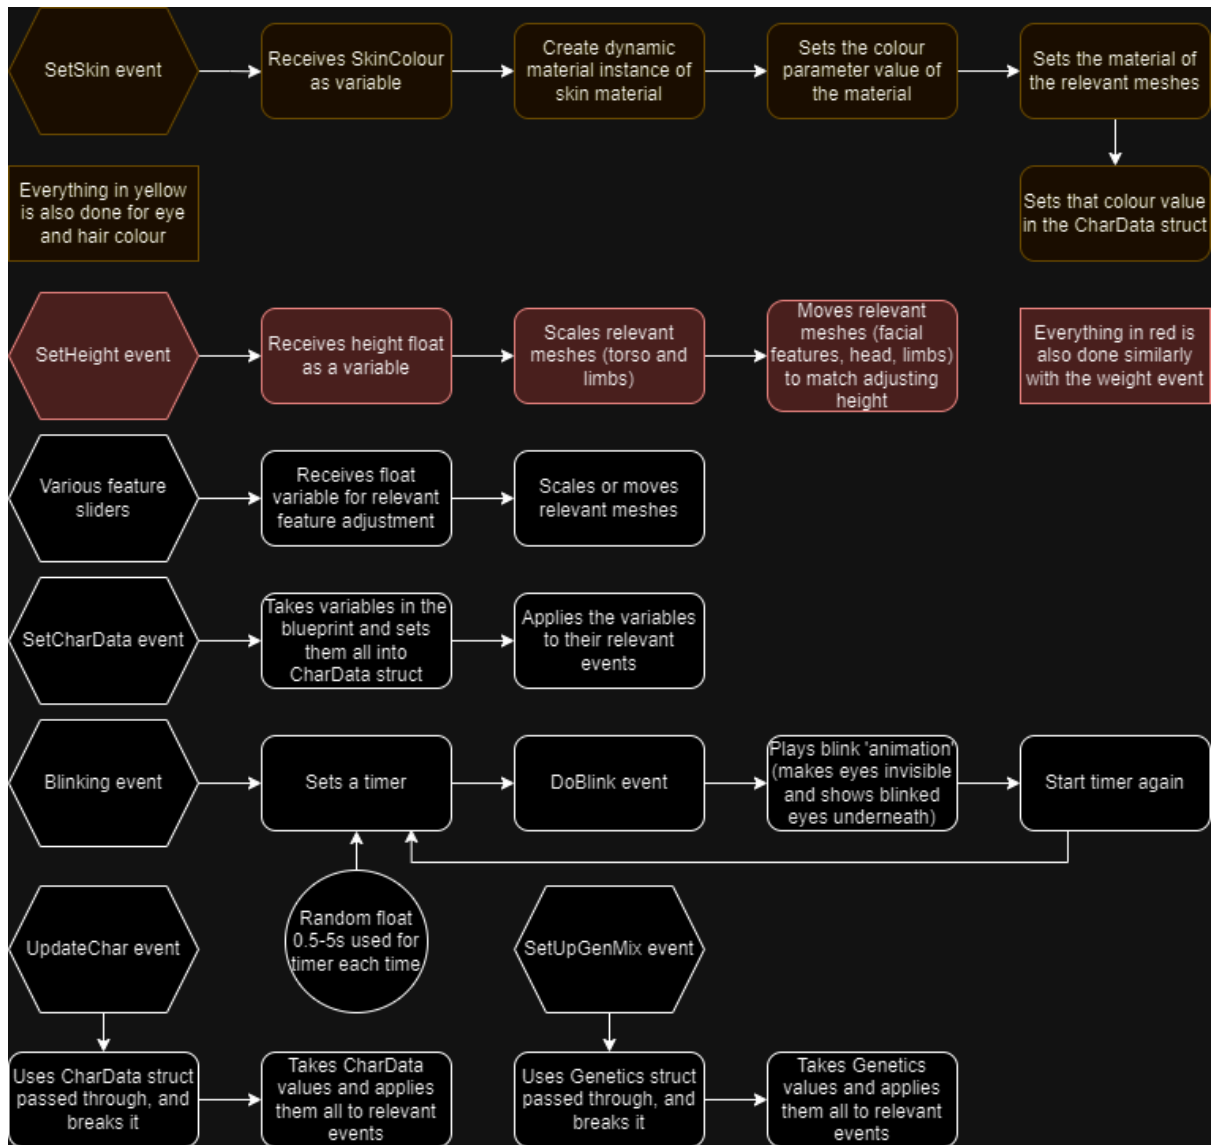 SetSkin event
Receives SkinColour
as variable
Create dynamic
material instance of
skin material
Sets the colour
parameter value of
the material
Sets the material of
the relevant meshes
Everything in yellow
is also done for eye
and hair colour
Sets that colour value
in the CharData struct
SetHeight event
Receives height float
as a variable
Scales relevant
meshes (torso and
limbs)
Moves relevant
meshes (facial
features, head, limbs)
to match adjusting
height
Everything in red is
also done similarly
with the weight event
Various feature
sliders
Receives float
variable for relevant
feature adjustment
Scales or moves
relevant meshes
SetCharData event
Takes variables in the
blueprint and sets
them all into
CharData struct
Applies the variables
to their relevant
events
Blinking event
Sets a timer
DoBlink event
Plays blink 'animation'
(makes eyes invisible
and shows blinked
eyes underneath)
Start timer again
UpdateChar event
Random float
0.5-5s used for
timer each time
SetUpGenMix event
Uses CharData struct
passed through, and
breaks it
Takes CharData
values and applies
them all to relevant
events
Uses Genetics struct
passed through, and
breaks it
Takes Genetics
values and applies
them all to relevant
events